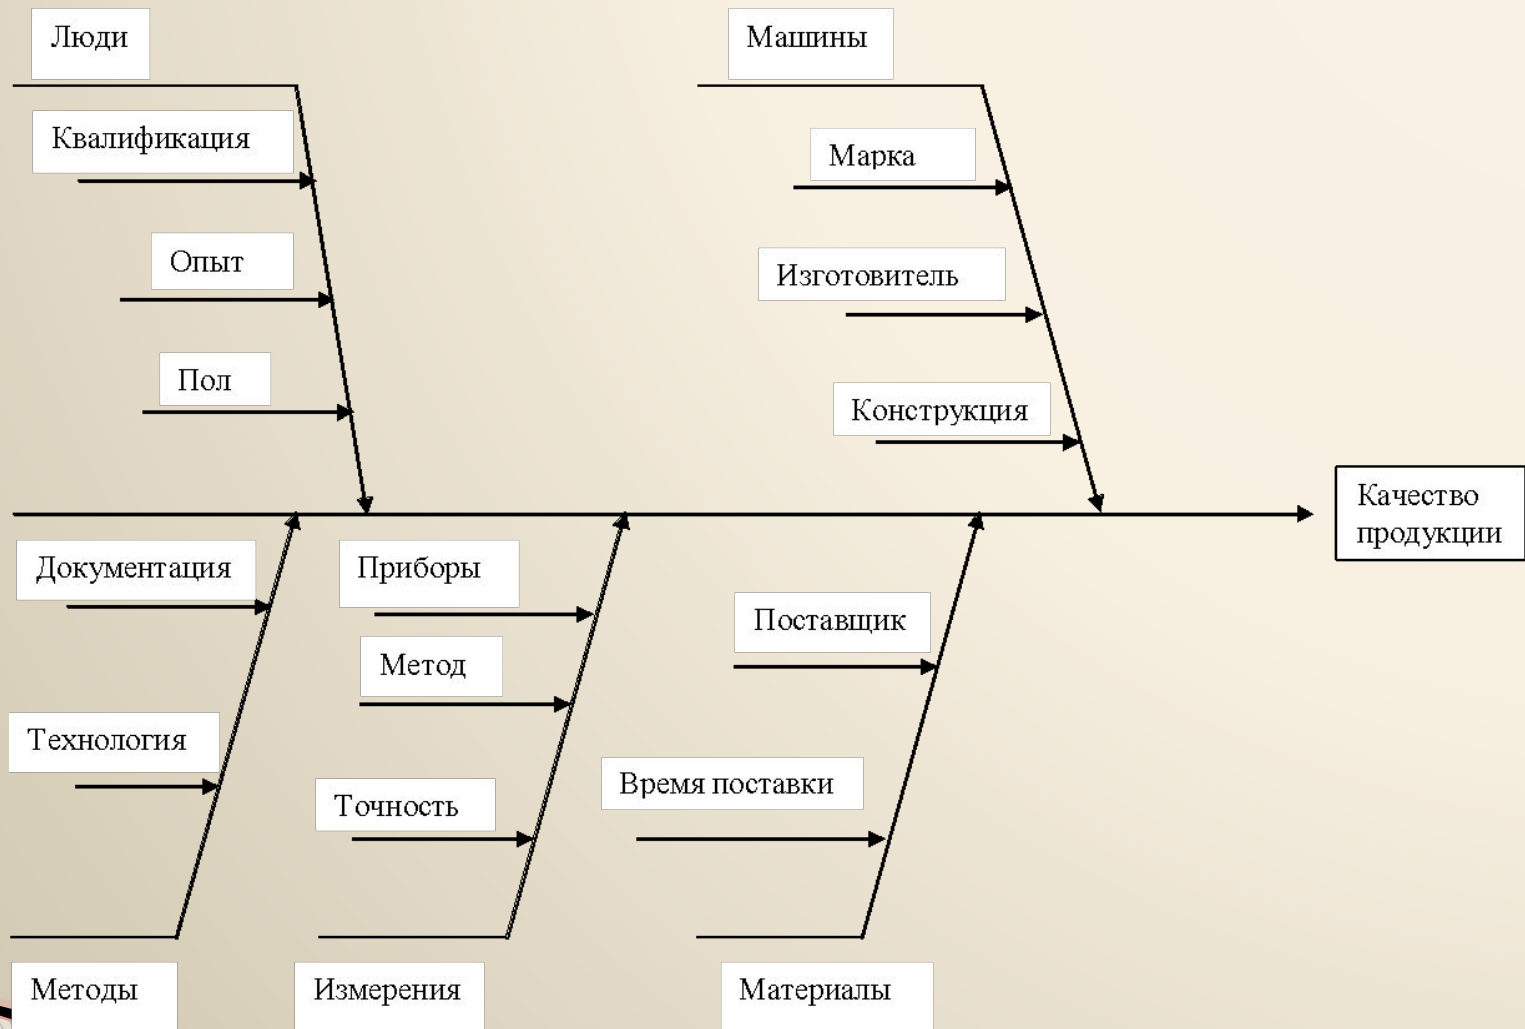 Люди
Машины
Квалификация
Марка
Опыт
Изготовитель
Пол
Конструкция
Качество
продукции
Документация
Приборы
Поставщик
Метод
Технология
Время поставки
Точность
Методы
Измерения
Материалы